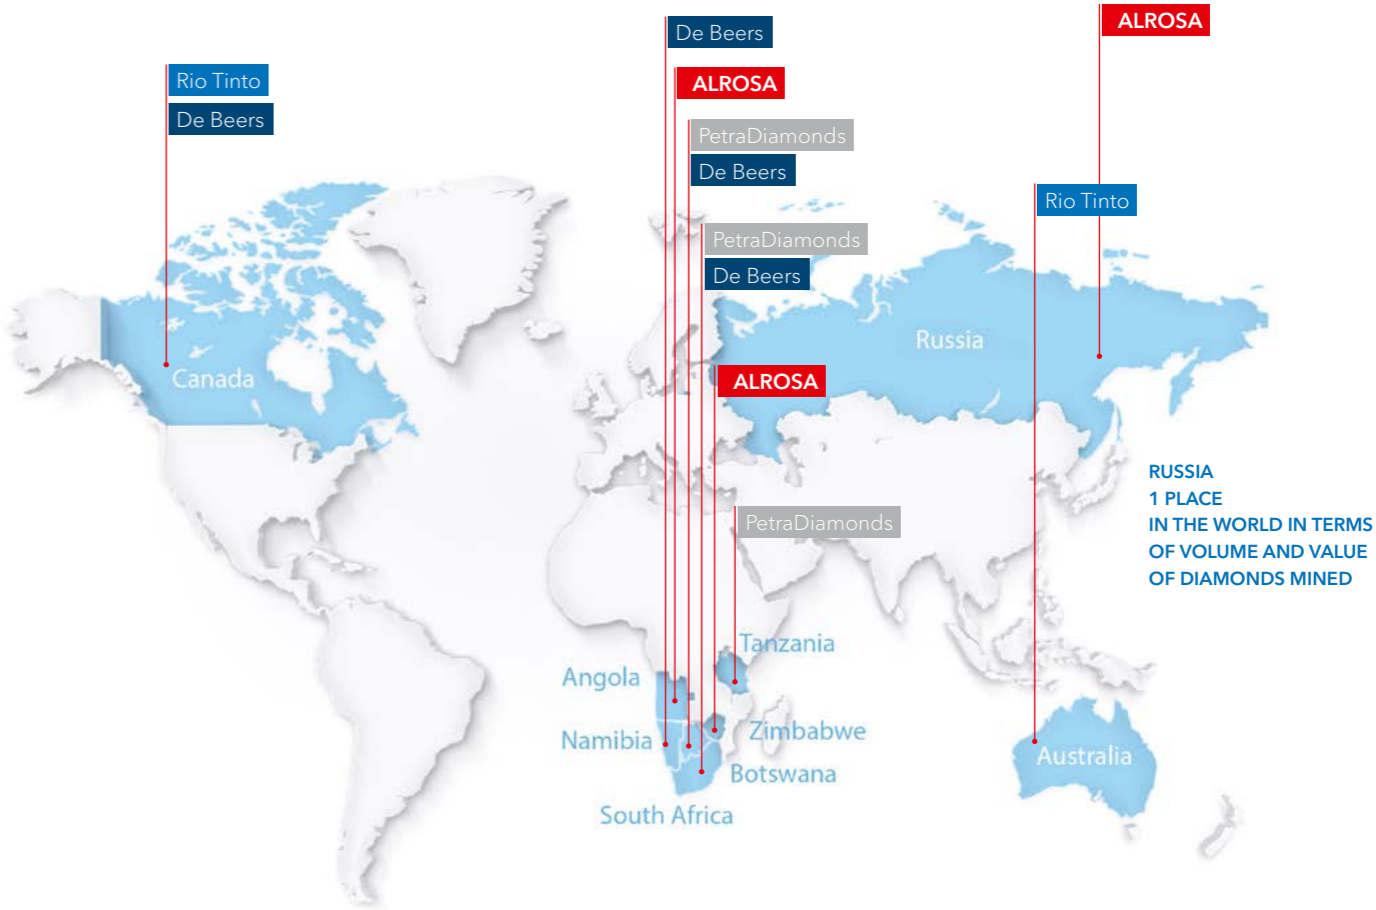 ALROSA
De Beers
Rio Tinto
ALROSA
De Beers
PetraDiamonds
De Beers
Rio Tinto
PetraDiamonds
De Beers
Russia
Canada
ALROSA
RUSSIA
1 PLACE
IN THE WORLD IN TERMS
OF VOLUME AND VALUE
OF DIAMONDS MINED
PetraDiamonds
Tanzania
Angola
Zimbabwe
Namibia
Australia
Botswana
South Africa